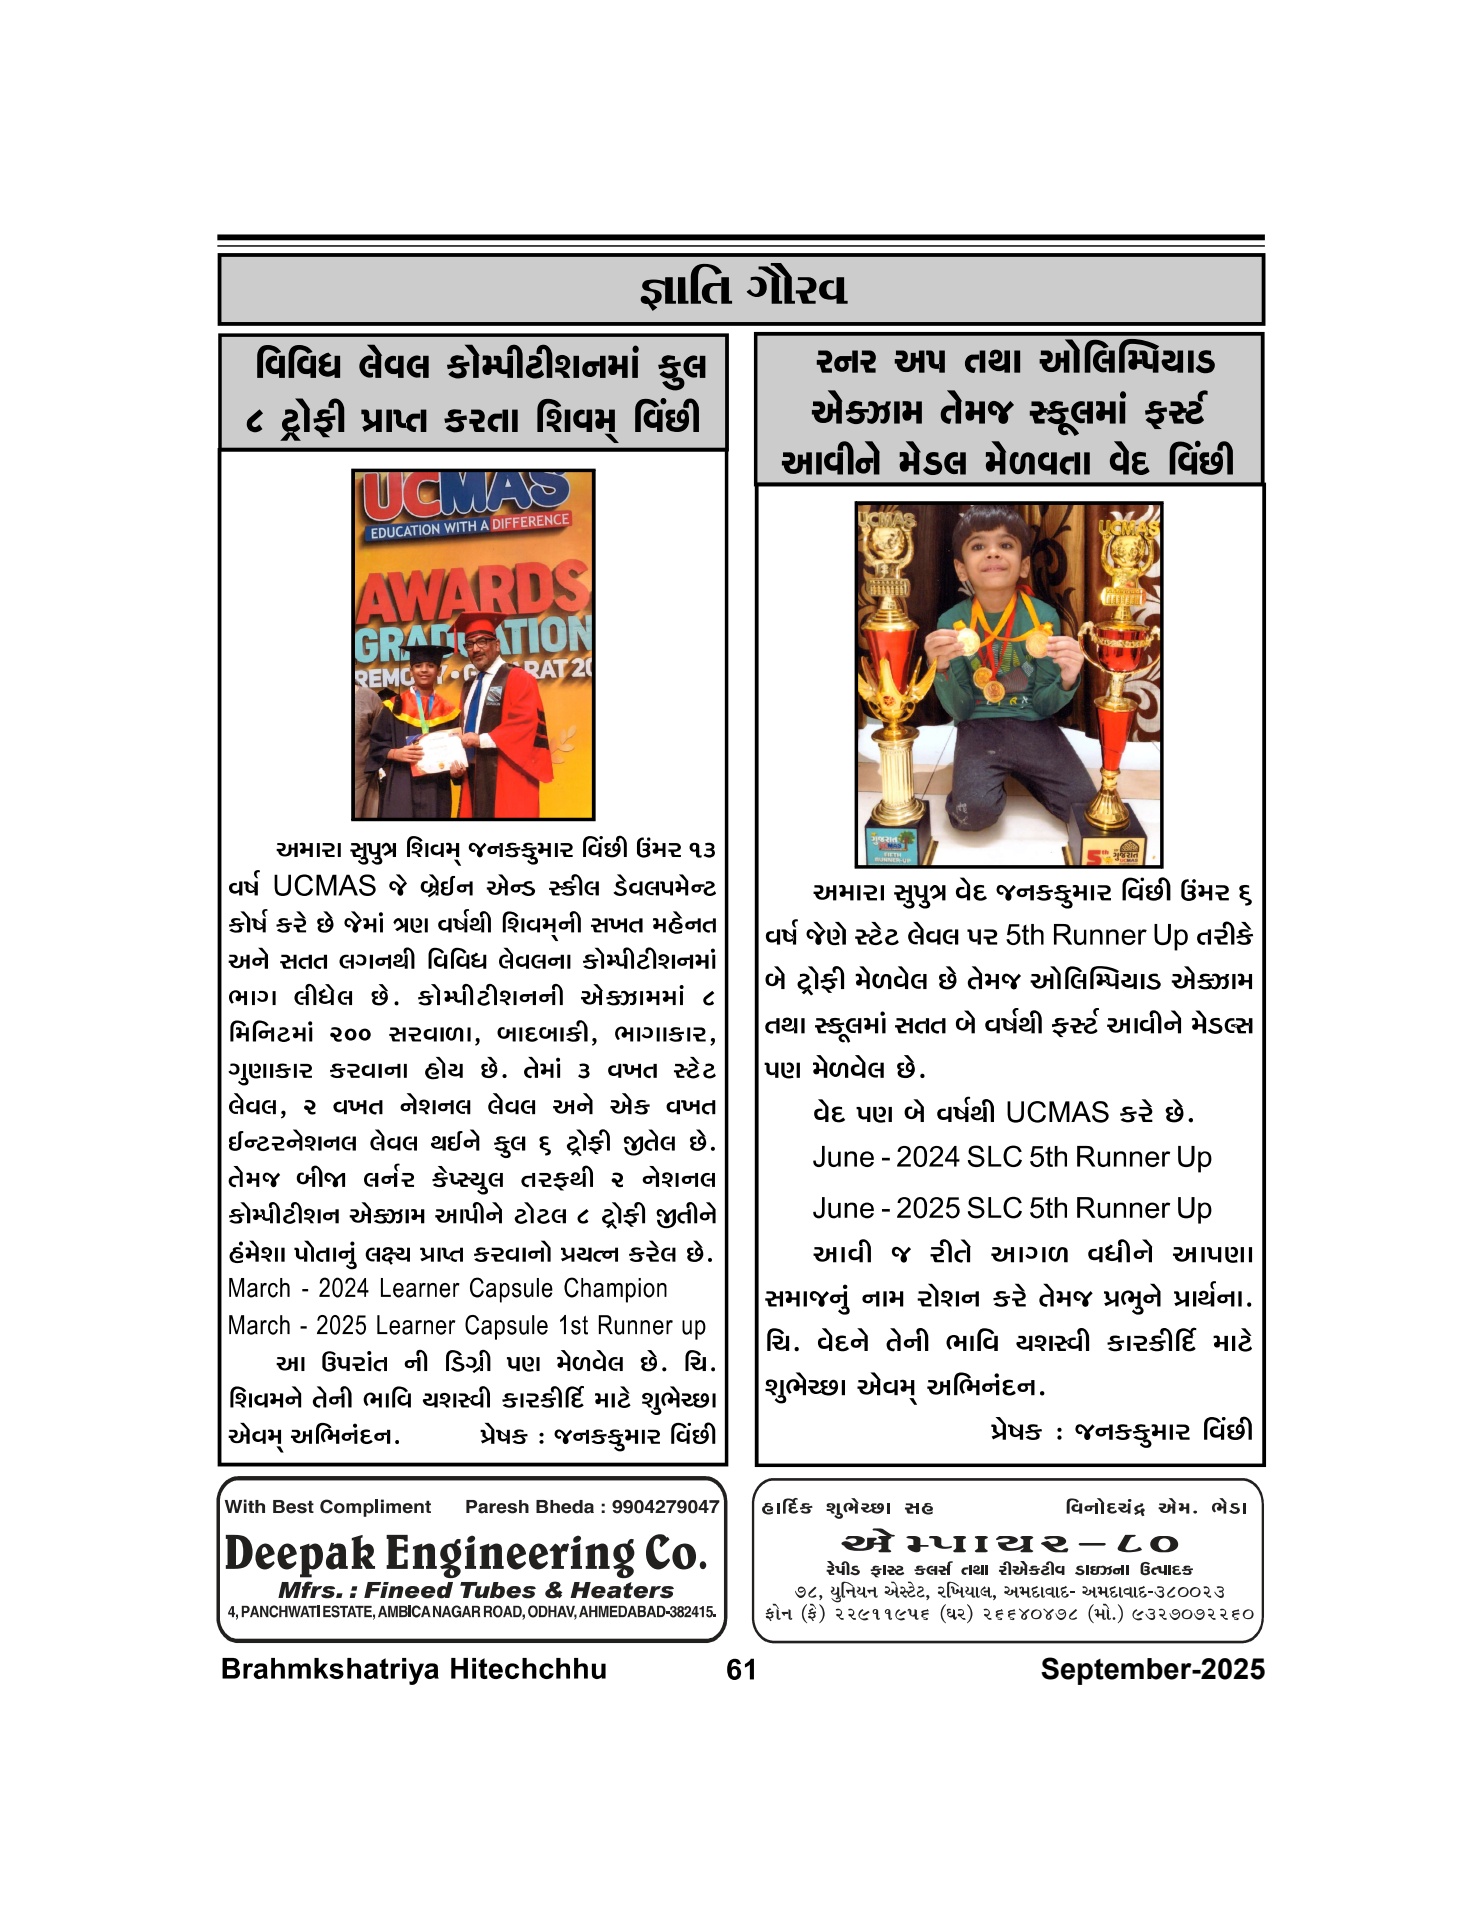 જ્ઞાતિ ગૌરવ
વિવિધ લેવલ કોમ્પીટીશનમાં કુલ
૮ ટ્રોફી પ્રાપ્ત કરતા શિવમ્ વિંછી
UCMAS
EDUCATION WITH A DIFFERENCE
AWARDS
GRADUATION
અમારા સુપુત્ર શિવમ્ જનકકુમાર વિંછી ઉંમર ૧૩
વર્ષ UCMAS જે બ્રેઈન એન્ડ સ્કીલ ડેવલપમેન્ટ
કોર્ષ કરે છે જેમાં ત્રણ વર્ષથી શિવમ્ની સખત મહેનત
અને સતત લગનથી વિવિધ લેવલના કોમ્પીટીશનમાં
ભાગ લીધેલ છે. કોમ્પીટીશનની એક્ઝામમાં ૮
મિનિટમાં ૨૦૦ સરવાળા, બાદબાકી, ભાગાકાર,
ગુણાકાર કરવાના હોય છે. તેમાં ૩ વખત સ્ટેટ
લેવલ, ૨ વખત નેશનલ લેવલ અને એક વખત
ઈન્ટરનેશનલ લેવલ થઈને કુલ ૬ ટ્રોફી જીતેલ છે.
તેમજ બીજા લર્નર કેપ્સ્યુલ તરફથી ૨ નેશનલ
કોમ્પીટીશન એક્ઝામ આપીને ટોટલ ૮ ટ્રોફી જીતીને
હંમેશા પોતાનું લક્ષ્ય પ્રાપ્ત કરવાનો પ્રયત્ન કરેલ છે.
March - 2024 Learner Capsule Champion
March - 2025 Learner Capsule 1st Runner up
આ ઉપરાંત ની ડિગ્રી પણ મેળવેલ છે. ચિ.
શિવમને તેની ભાવિ યશસ્વી કારકીર્દિ માટે શુભેચ્છા
એવમ્ અભિનંદન. પ્રેષક : જનકકુમાર વિંછી
રનર અપ તથા ઓલિમ્પિયાડ
એક્ઝામ તેમજ સ્કૂલમાં ફર્સ્ટ
આવીને મેડલ મેળવતા વેદ વિંછી
UCMAS
UCMAS
ગુજરાત
FIFTH
RUNNER-UP
5th
ગુજરાત
અમારા સુપુત્ર વેદ જનકકુમાર વિંછી ઉંમર ૬
વર્ષ જેણે સ્ટેટ લેવલ પર 5th Runner Up તરીકે
બે ટ્રોફી મેળવેલ છે તેમજ ઓલિમ્પિયાડ એક્ઝામ
તથા સ્કૂલમાં સતત બે વર્ષથી ફર્સ્ટ આવીને મેડલ્સ
પણ મેળવેલ છે.
વેદ પણ બે વર્ષથી UCMAS કરે છે.
June - 2024 SLC 5th Runner Up
June - 2025 SLC 5th Runner Up
આવી જ રીતે આગળ વધીને આપણા
સમાજનું નામ રોશન કરે તેમજ પ્રભુને પ્રાર્થના.
ચિ. વેદને તેની ભાવિ યશસ્વી કારકીર્દિ માટે
શુભેચ્છા એવમ્ અભિનંદન.
પ્રેષક : જનકકુમાર વિંછી
With Best Compliment Paresh Bheda : 9904279047
Deepak Engineering Co.
Mfrs. : Fineed Tubes & Heaters
4, PANCHWATI ESTATE, AMBICA NAGAR ROAD, ODHAV, AHMEDABAD-382415.
હાર્દિક શુભેચ્છા સહ વિનોદચંદ્ર એમ. ભેડા
એમ્પાયર-૮૦
રેપીડ ફાસ્ટ કલર્સ તથા રીએકટીવ ડાઇઝના ઉત્પાદક
૭૮, યુનિયન એસ્ટેટ, રખિયાલ, અમદાવાદ- અમદાવાદ-૩૮૦૦૨૩
ફોન (ફે) ૨૨૯૧૧૯૫૬ (ઘર) ૨૬૬૪૦૪૭૮ (મો.) ૯૩૨૭૦૭૨૨૬૦
Brahmkshatriya Hitechchhu 61 September-2025